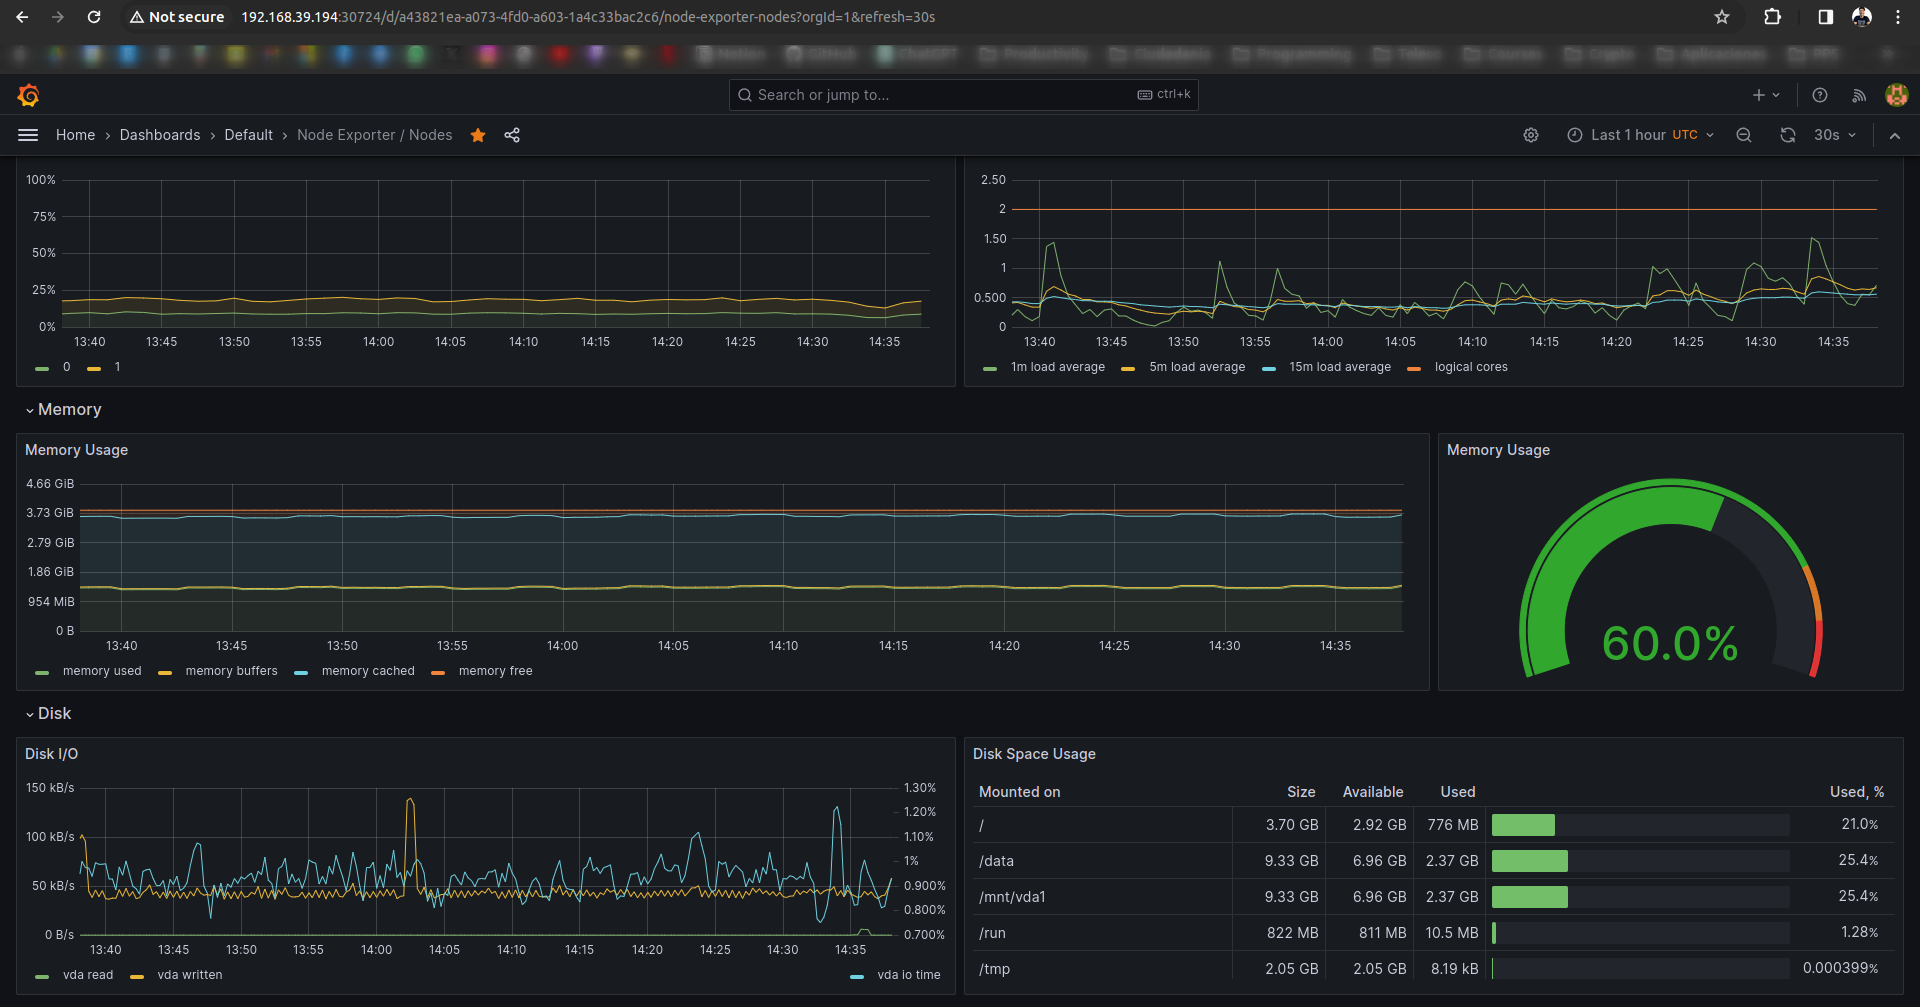 Not secure 192.168.39.194:30724/d/a43821ea-a073-4fd0-a603-1a4c33bac2c6/node-exporter-nodes?orgId=1&refresh=30s
Search or jump to... ctrl+k
Home › Dashboards › Default › Node Exporter / Nodes
Last 1 hour UTC 30s
100%
75%
50%
25%
0%
13:40 13:45 13:50 13:55 14:00 14:05 14:10 14:15 14:20 14:25 14:30 14:35
0 1
2.50
2
1.50
1
0.500
0
13:40 13:45 13:50 13:55 14:00 14:05 14:10 14:15 14:20 14:25 14:30 14:35
1m load average 5m load average 15m load average logical cores
Memory
Memory Usage
4.66 GiB
3.73 GiB
2.79 GiB
1.86 GiB
954 MiB
0 B
13:40 13:45 13:50 13:55 14:00 14:05 14:10 14:15 14:20 14:25 14:30 14:35
memory used memory buffers memory cached memory free
Memory Usage
60.0%
Disk
Disk I/O
150 kB/s
100 kB/s
50 kB/s
0 B/s
1.30%
1.20%
1.10%
1%
0.900%
0.800%
0.700%
13:40 13:45 13:50 13:55 14:00 14:05 14:10 14:15 14:20 14:25 14:30 14:35
vda read vda written vda io time
Disk Space Usage
Mounted on Size Available Used Used, %
/ 3.70 GB 2.92 GB 776 MB 21.0%
/data 9.33 GB 6.96 GB 2.37 GB 25.4%
/mnt/vda1 9.33 GB 6.96 GB 2.37 GB 25.4%
/run 822 MB 811 MB 10.5 MB 1.28%
/tmp 2.05 GB 2.05 GB 8.19 kB 0.000399%